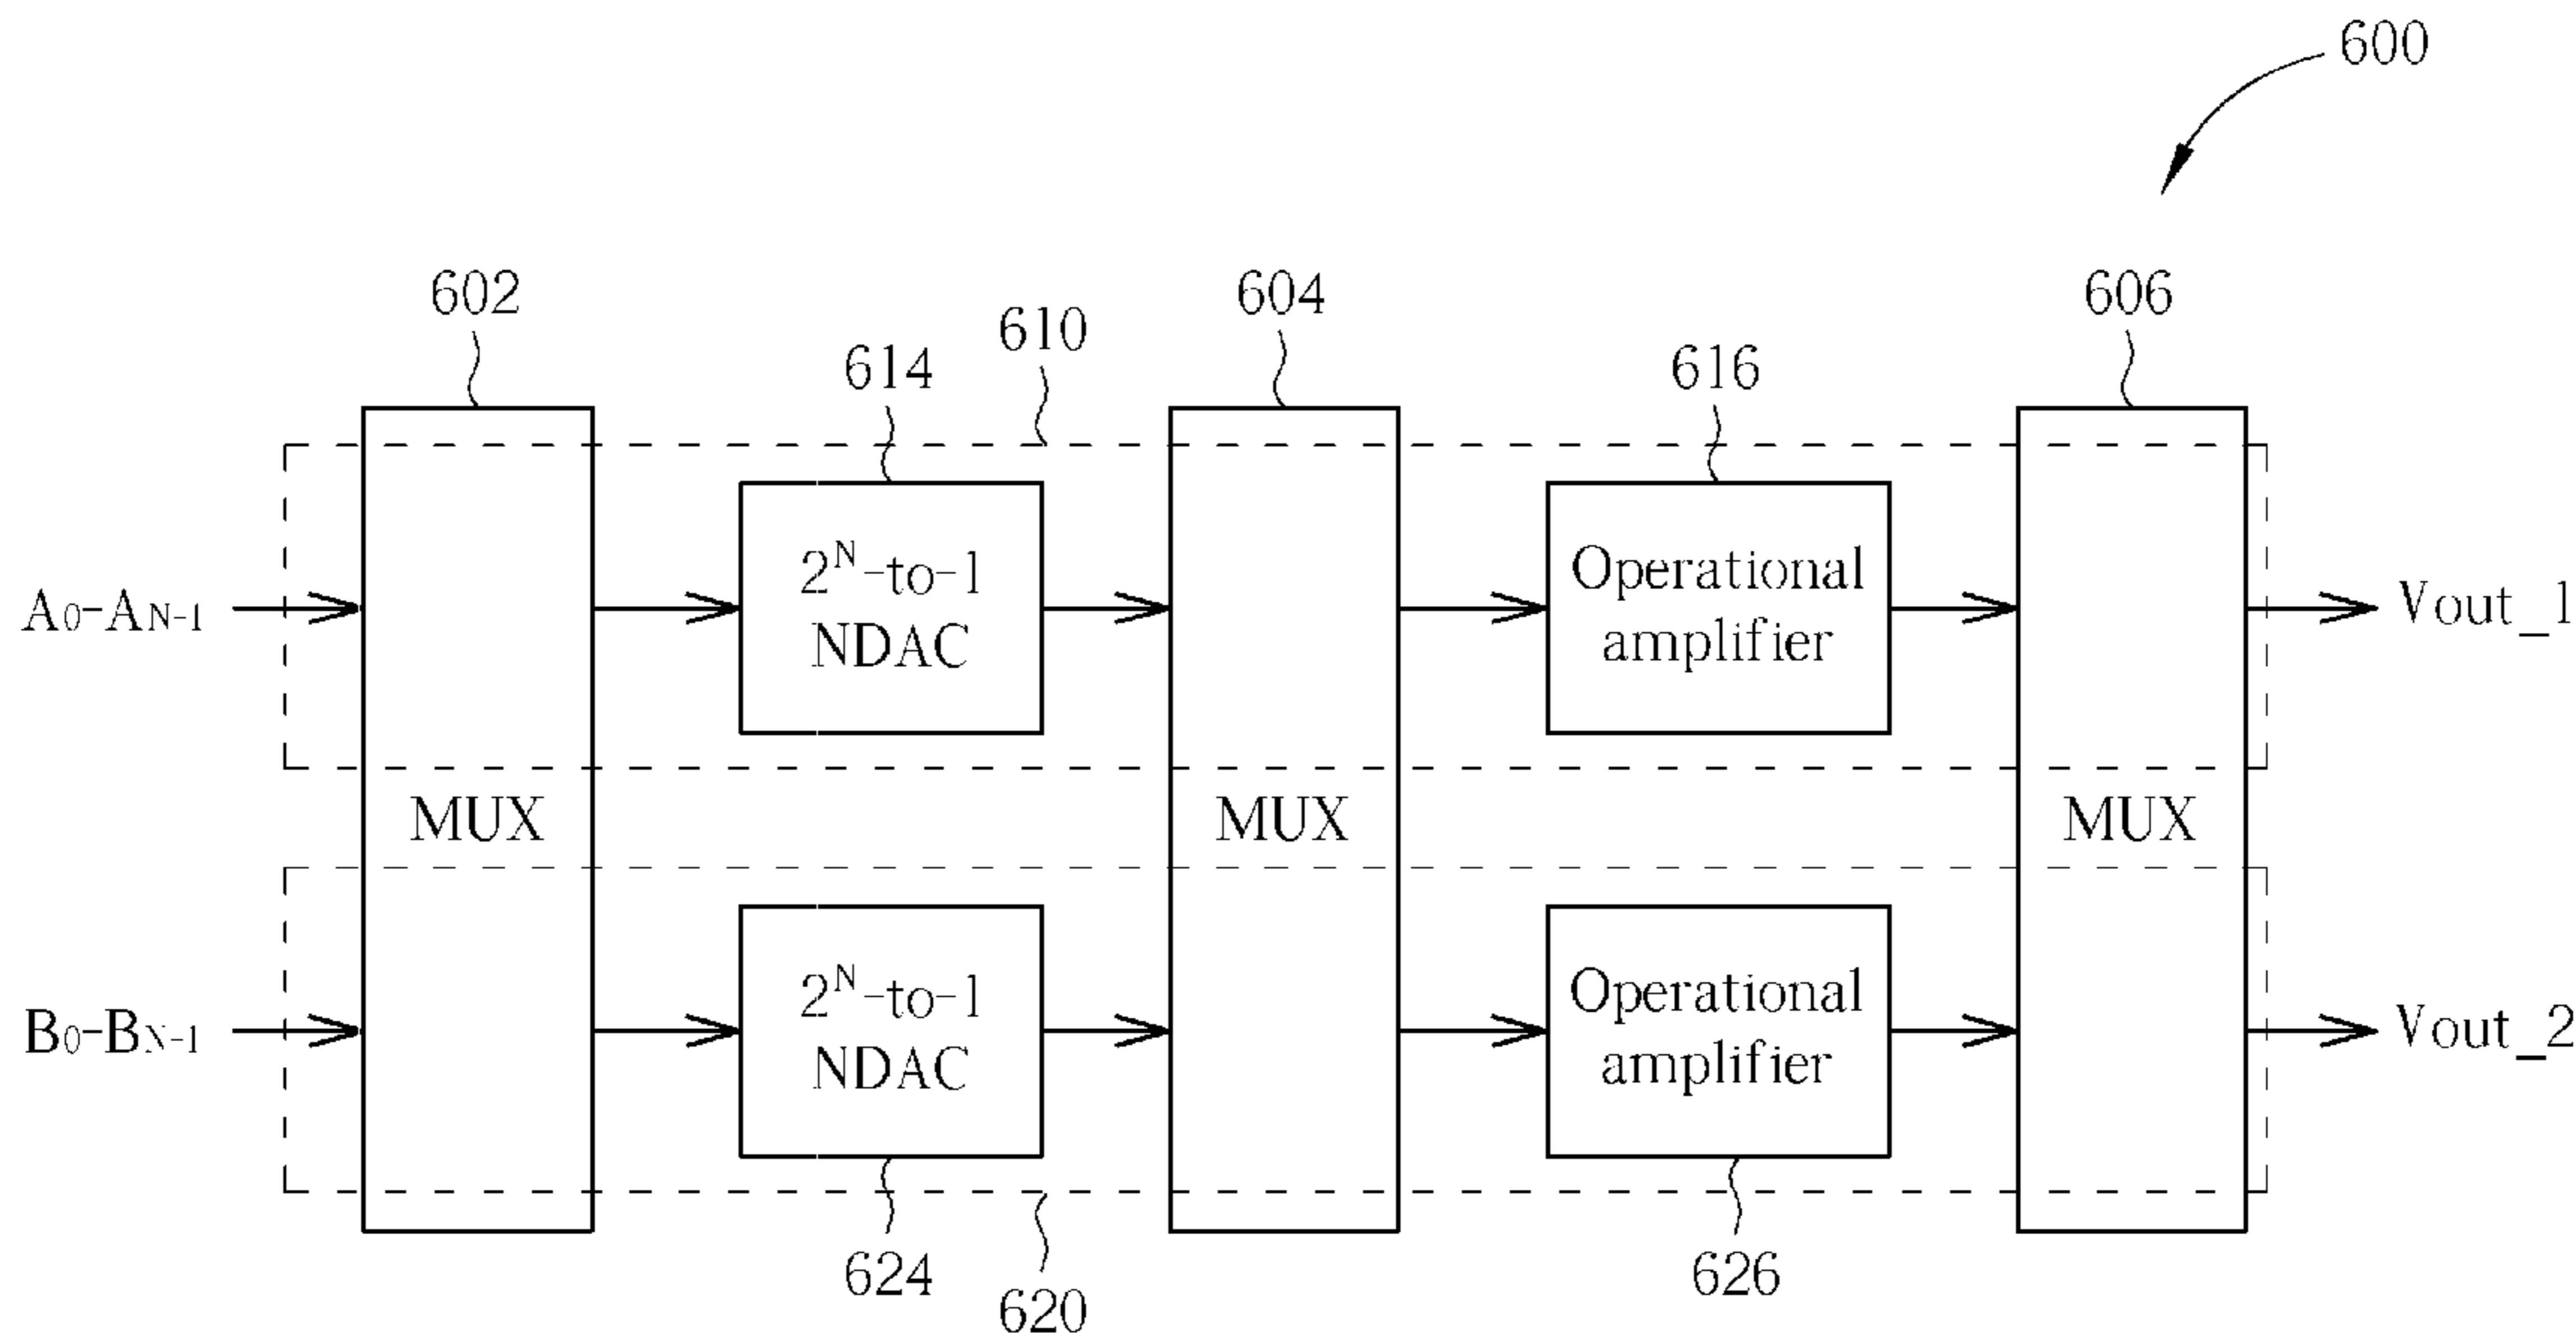 600
602
604
606
610
614
616
2^N-to-1
NDAC
Operational
amplifier
A0-AN-1
Vout_1
MUX
MUX
MUX
2^N-to-1
NDAC
Operational
amplifier
B0-BN-1
Vout_2
624
626
620